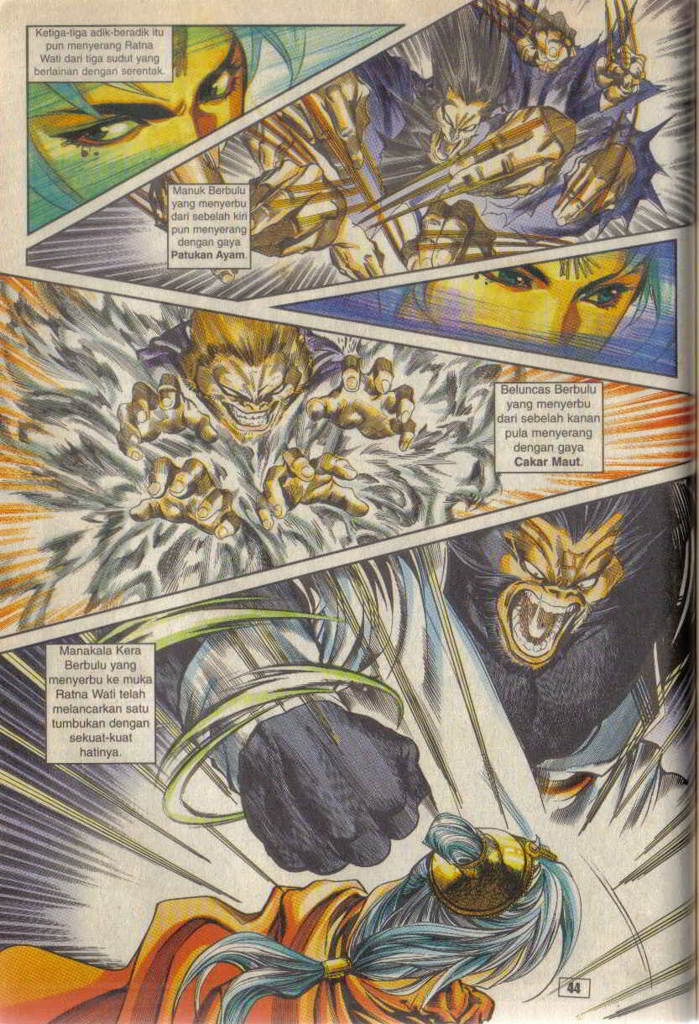 Ketiga-tiga adik-beradik itu
pun menyerang Ratna
Wati dari tiga sudut yang
berlainan dengan serentak.
Manuk Berbulu
yang menyerbu
dari sebelah kiri
pun menyerang
dengan gaya
Patukan Ayam.
Beluncas Berbulu
yang menyerbu
dari sebelah kanan
pula menyerang
dengan gaya
Cakar Maut.
Manakala Kera
Berbulu yang
menyerbu ke muka
Ratna Wati telah
melancarkan satu
tumbukan dengan
sekuat-kuat
hatinya.
44